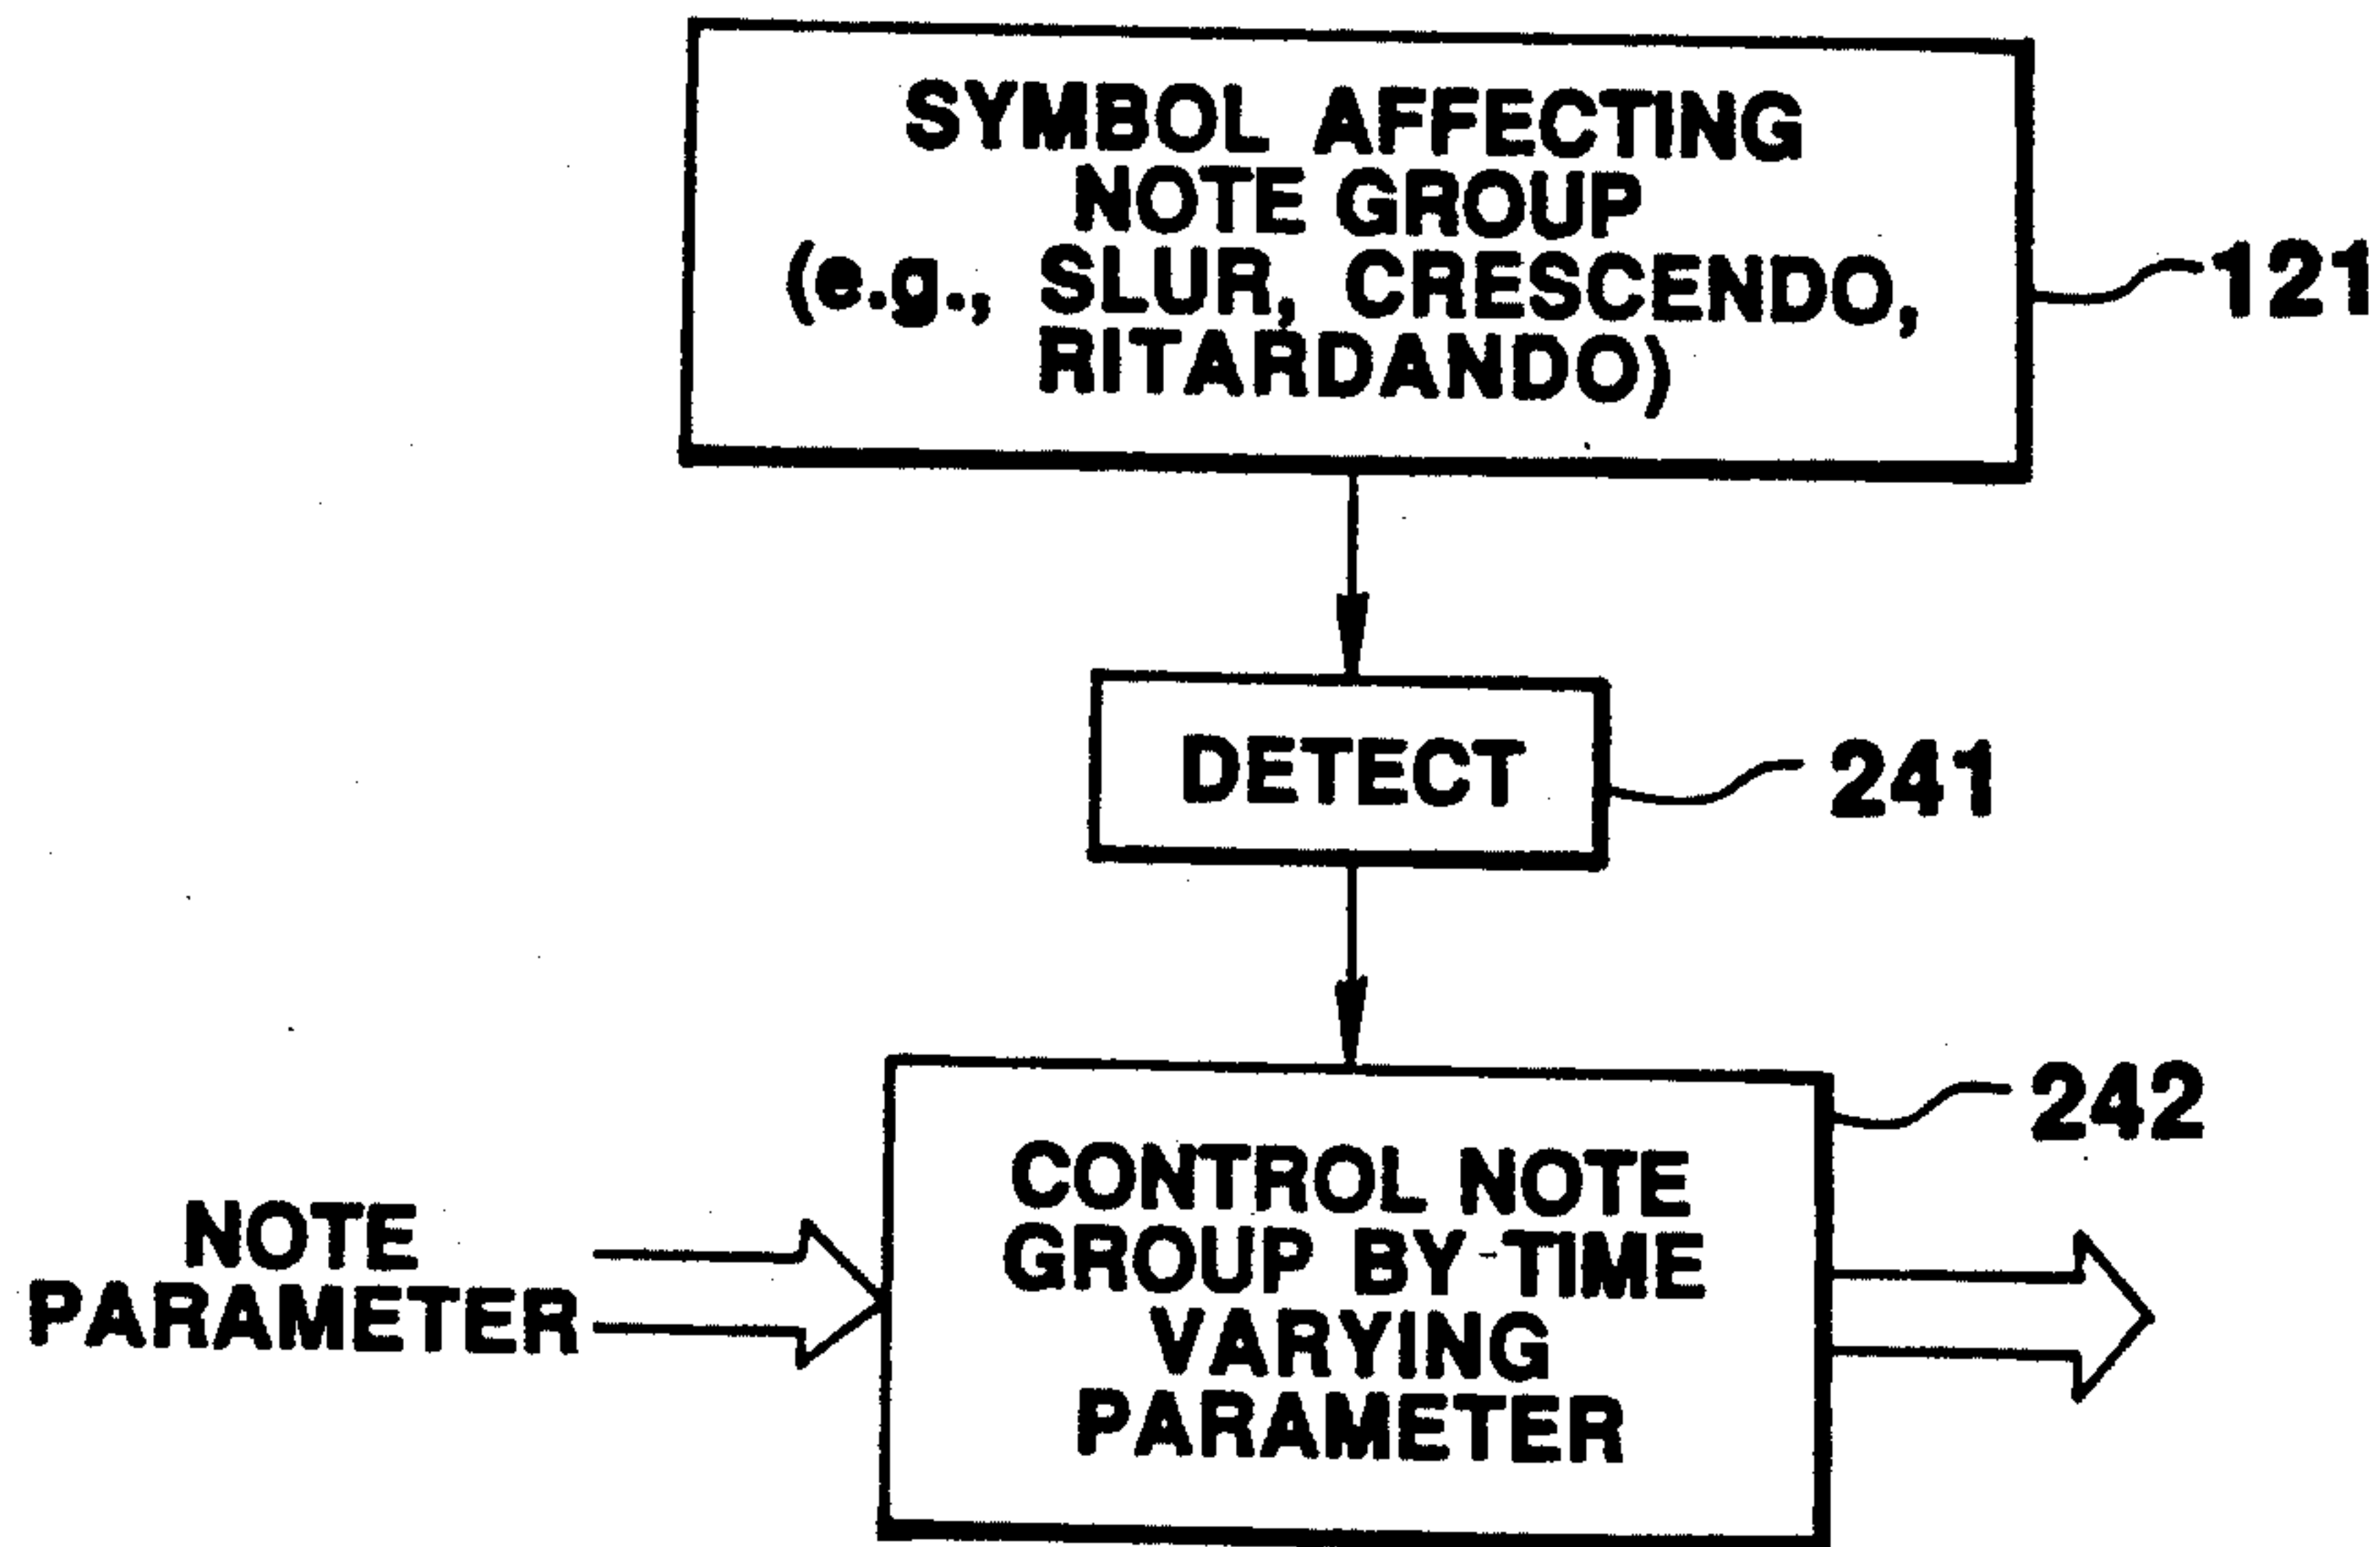 SYMBOL AFFECTING
NOTE GROUP
(e.g., SLUR, CRESCENDO,
RITARDANDO)
121
DETECT
241
242
CONTROL NOTE
GROUP BY TIME
VARYING
PARAMETER
NOTE
PARAMETER